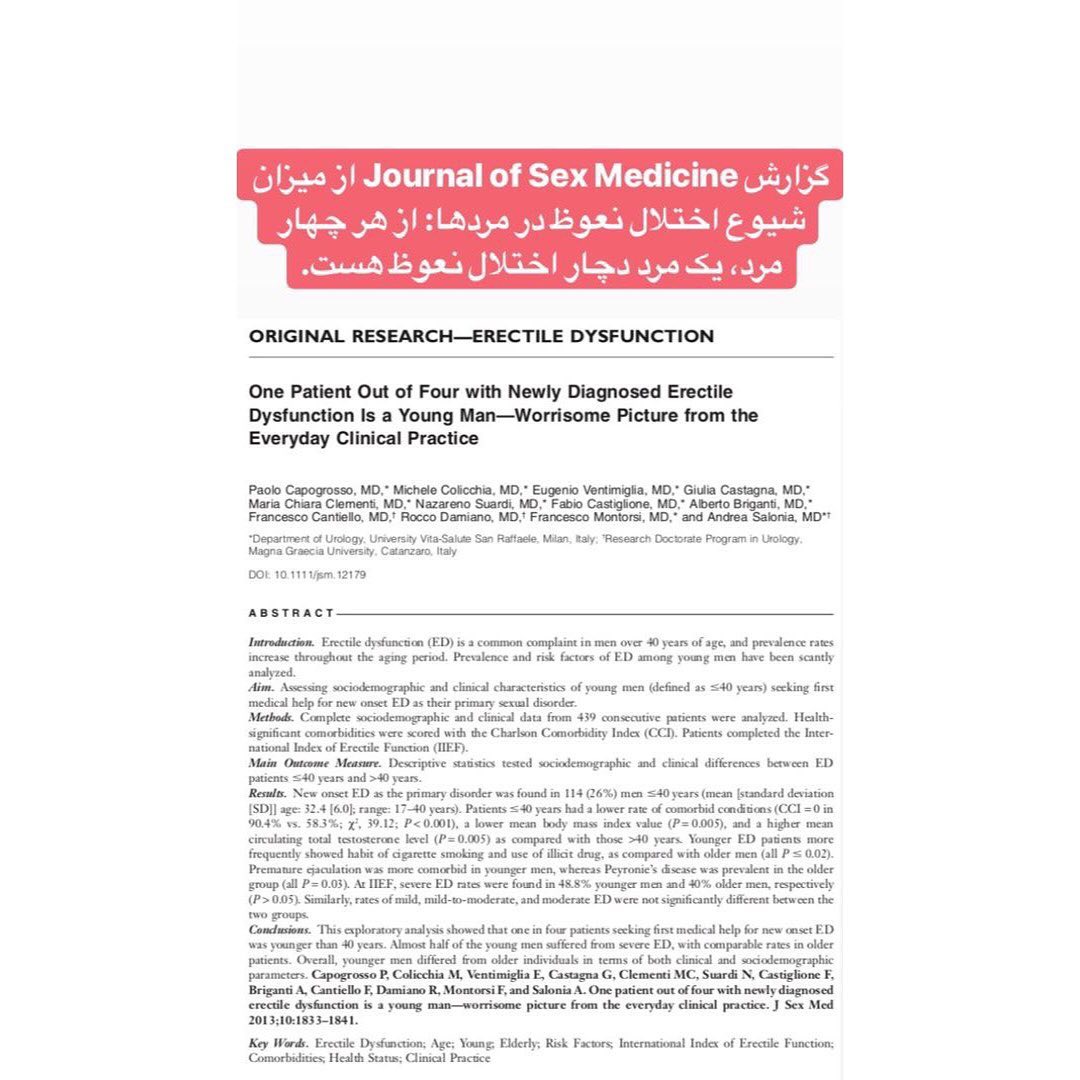 گزارش Journal of Sex Medicine از میزان
شیوع اختلال نعوظ در مردها: از هر چهار
مرد، یک مرد دچار اختلال نعوظ هست.
ORIGINAL RESEARCH—ERECTILE DYSFUNCTION
One Patient Out of Four with Newly Diagnosed Erectile
Dysfunction Is a Young Man—Worrisome Picture from the
Everyday Clinical Practice
Paolo Capogrosso, MD,* Michele Colicchia, MD,* Eugenio Ventimiglia, MD,* Giulia Castagna, MD,*
Maria Chiara Clementi, MD,* Nazareno Suardi, MD,* Fabio Castiglione, MD,* Alberto Briganti, MD,*
Francesco Cantiello, MD,† Rocco Damiano, MD,† Francesco Montorsi, MD,* and Andrea Salonia, MD*†
*Department of Urology, University Vita-Salute San Raffaele, Milan, Italy; †Research Doctorate Program in Urology,
Magna Graecia University, Catanzaro, Italy
DOI: 10.1111/jsm.12179
ABSTRACT
Introduction. Erectile dysfunction (ED) is a common complaint in men over 40 years of age, and prevalence rates
increase throughout the aging period. Prevalence and risk factors of ED among young men have been scantly
analyzed.
Aim. Assessing sociodemographic and clinical characteristics of young men (defined as ≤40 years) seeking first
medical help for new onset ED as their primary sexual disorder.
Methods. Complete sociodemographic and clinical data from 439 consecutive patients were analyzed. Health-
significant comorbidities were scored with the Charlson Comorbidity Index (CCI). Patients completed the Inter-
national Index of Erectile Function (IIEF).
Main Outcome Measure. Descriptive statistics tested sociodemographic and clinical differences between ED
patients ≤40 years and >40 years.
Results. New onset ED as the primary disorder was found in 114 (26%) men ≤40 years (mean [standard deviation
[SD]] age: 32.4 [6.0]; range: 17–40 years). Patients ≤40 years had a lower rate of comorbid conditions (CCI = 0 in
90.4% vs. 58.3%; χ², 39.12; P < 0.001), a lower mean body mass index value (P = 0.005), and a higher mean
circulating total testosterone level (P = 0.005) as compared with those >40 years. Younger ED patients more
frequently showed habit of cigarette smoking and use of illicit drug, as compared with older men (all P ≤ 0.02).
Premature ejaculation was more comorbid in younger men, whereas Peyronie's disease was prevalent in the older
group (all P = 0.03). At IIEF, severe ED rates were found in 48.8% younger men and 40% older men, respectively
(P > 0.05). Similarly, rates of mild, mild-to-moderate, and moderate ED were not significantly different between the
two groups.
Conclusions. This exploratory analysis showed that one in four patients seeking first medical help for new onset ED
was younger than 40 years. Almost half of the young men suffered from severe ED, with comparable rates in older
patients. Overall, younger men differed from older individuals in terms of both clinical and sociodemographic
parameters. Capogrosso P, Colicchia M, Ventimiglia E, Castagna G, Clementi MC, Suardi N, Castiglione F,
Briganti A, Cantiello F, Damiano R, Montorsi F, and Salonia A. One patient out of four with newly diagnosed
erectile dysfunction is a young man—worrisome picture from the everyday clinical practice. J Sex Med
2013;10:1833–1841.
Key Words. Erectile Dysfunction; Age; Young; Elderly; Risk Factors; International Index of Erectile Function;
Comorbidities; Health Status; Clinical Practice